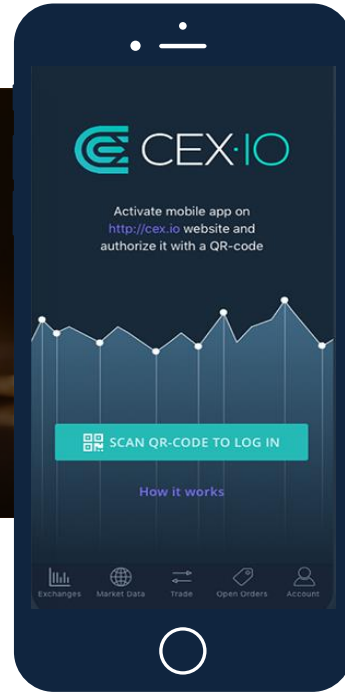 CEX·IO
Activate mobile app on
http://cex.io website and
authorize it with a QR-code
SCAN QR-CODE TO LOG IN
How it works
Exchanges Market Data Trade Open Orders Account